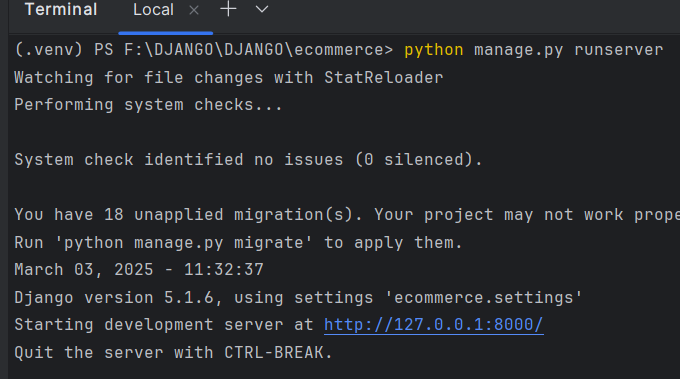 Terminal Local × + ⌄
(.venv) PS F:\DJANGO\DJANGO\ecommerce> python manage.py runserver
Watching for file changes with StatReloader
Performing system checks...
System check identified no issues (0 silenced).
You have 18 unapplied migration(s). Your project may not work prope
Run 'python manage.py migrate' to apply them.
March 03, 2025 - 11:32:37
Django version 5.1.6, using settings 'ecommerce.settings'
Starting development server at http://127.0.0.1:8000/
Quit the server with CTRL-BREAK.